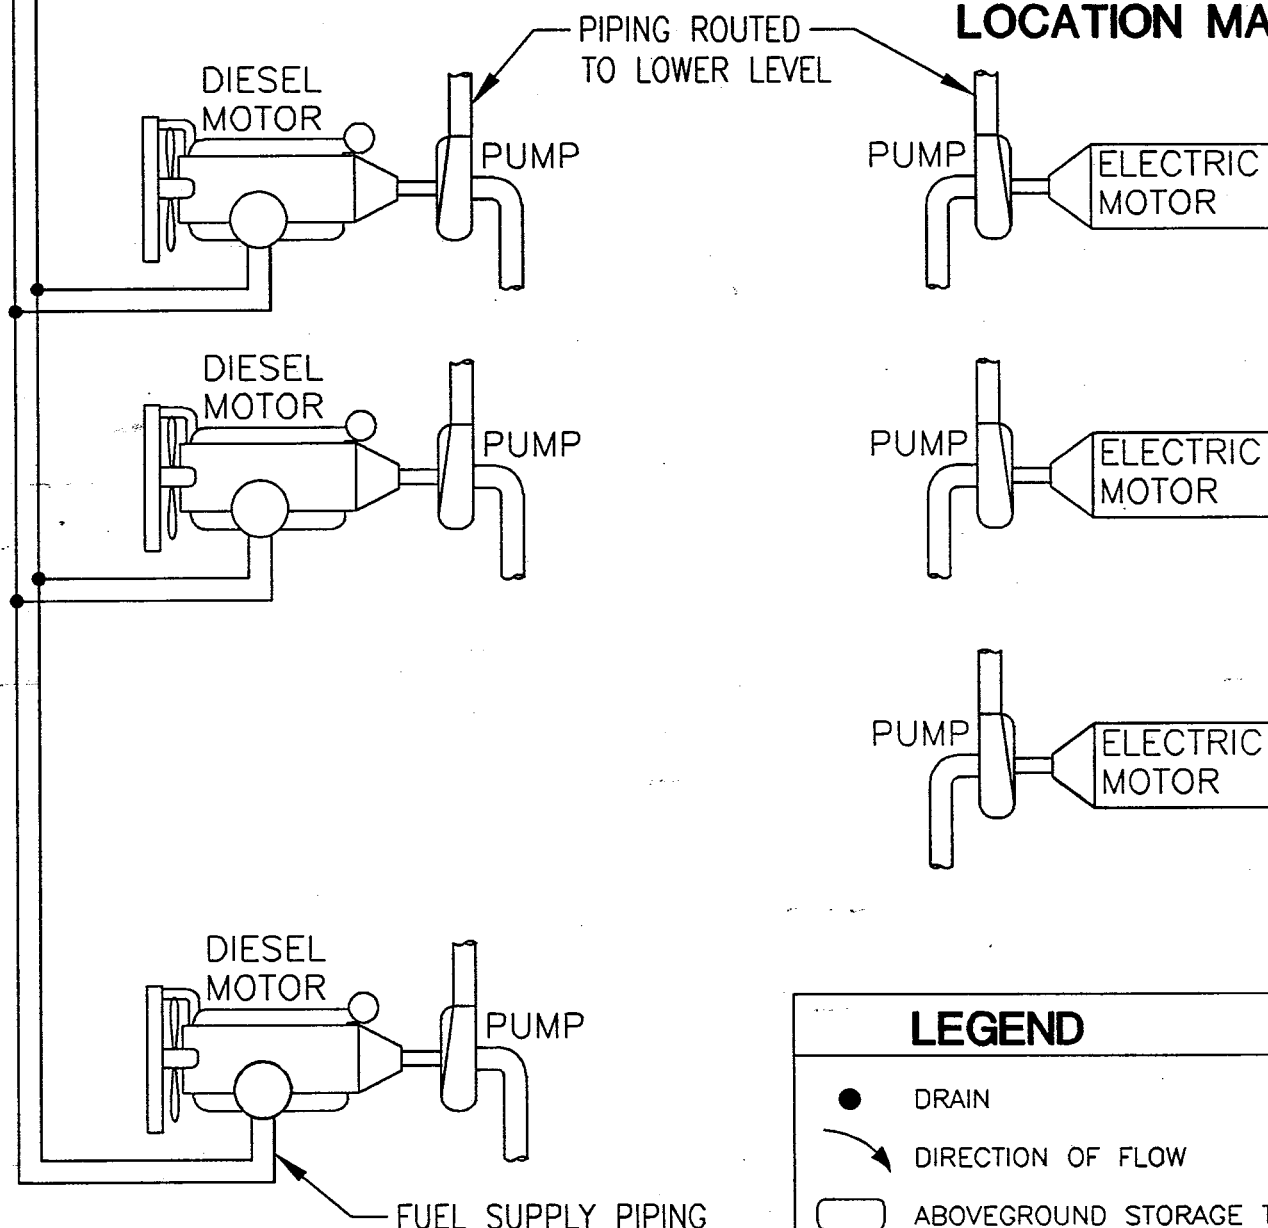 LOCATION MA
PIPING ROUTED
TO LOWER LEVEL
DIESEL
MOTOR
PUMP
PUMP
ELECTRIC
MOTOR
DIESEL
MOTOR
PUMP
PUMP
ELECTRIC
MOTOR
PUMP
ELECTRIC
MOTOR
DIESEL
MOTOR
PUMP
FUEL SUPPLY PIPING
LEGEND
DRAIN
DIRECTION OF FLOW
ABOVEGROUND STORAGE T